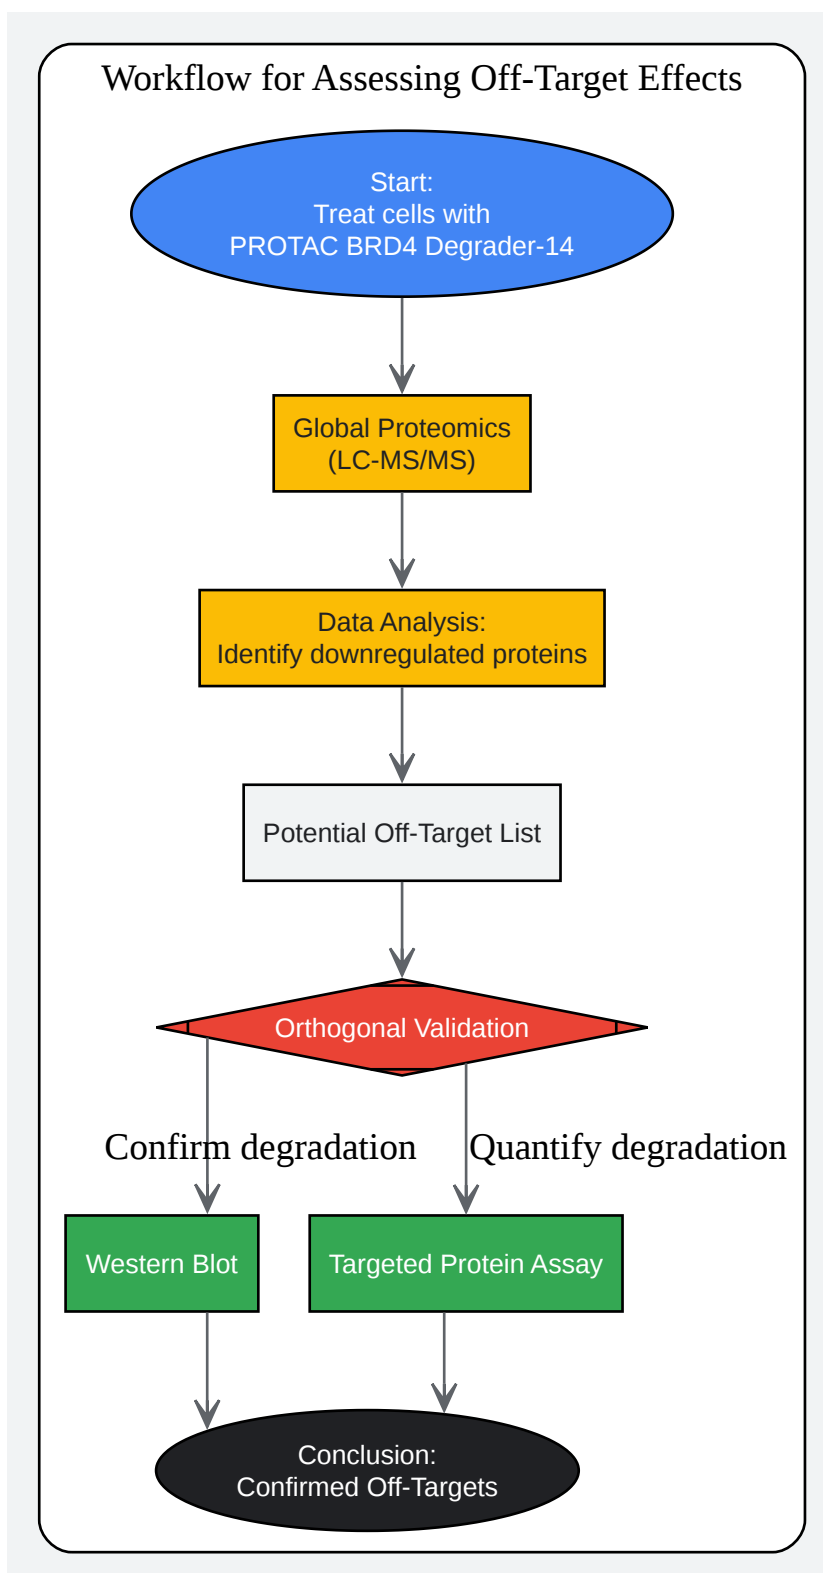 Workflow for Assessing Off-Target Effects
Start:
Treat cells with
PROTAC BRD4 Degrader-14
Global Proteomics
(LC-MS/MS)
Data Analysis:
Identify downregulated proteins
Potential Off-Target List
Orthogonal Validation
Confirm degradation
Quantify degradation
Western Blot
Targeted Protein Assay
Conclusion:
Confirmed Off-Targets